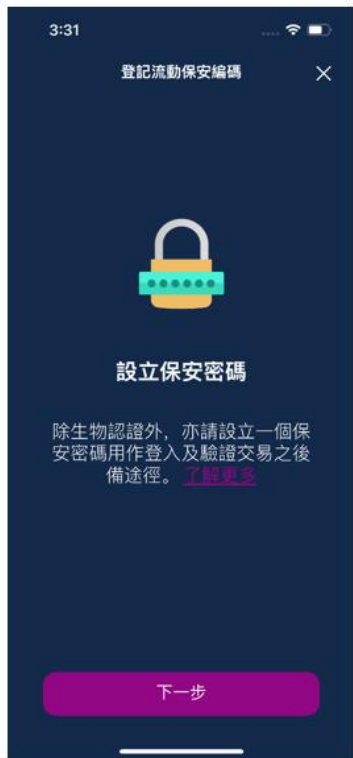 3:31
登記流動保安編碼
設立保安密碼
除生物認證外，亦請設立一個保
安密碼用作登入及驗證交易之後
備途徑。了解更多
下一步